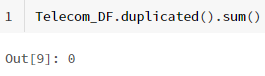 1 Telecom_DF.duplicated().sum()
Out[9]: 0